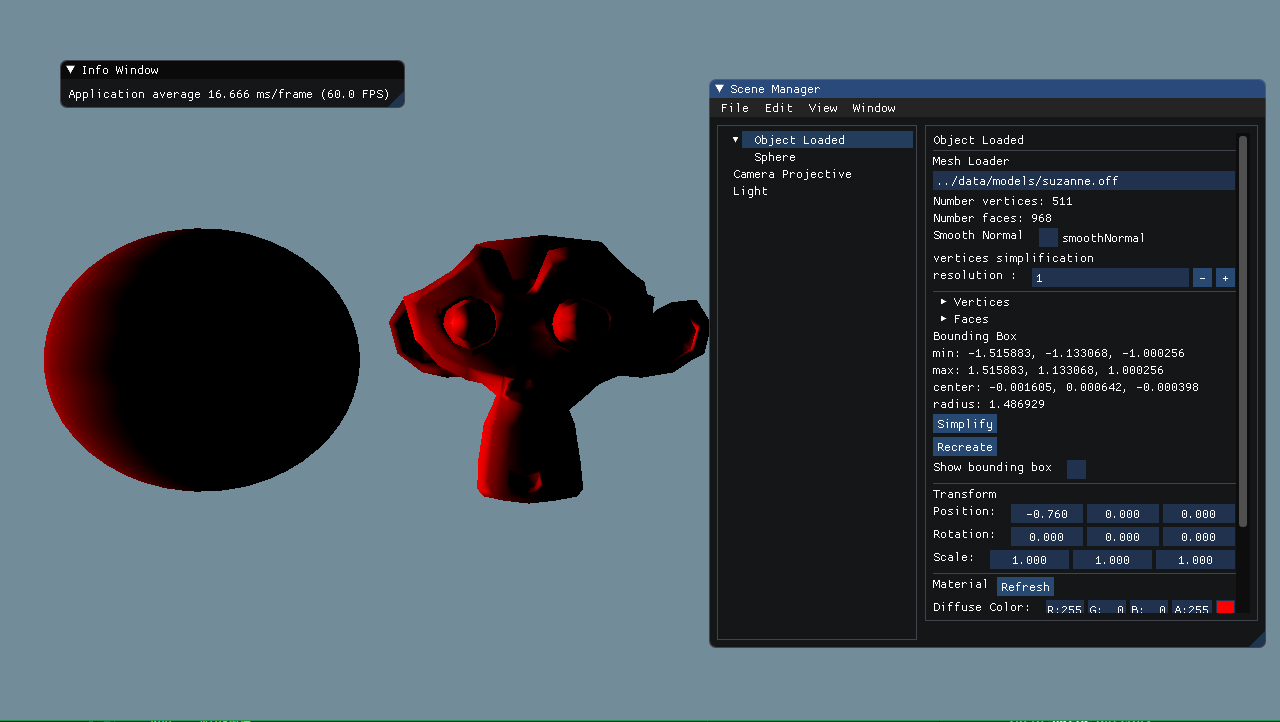 Info Window
Application average 16.666 ms/frame (60.0 FPS)
Scene Manager
File Edit View Window
Object Loaded
Sphere
Camera Projective
Light
Object Loaded
Mesh Loader
../data/models/suzanne.off
Number vertices: 511
Number faces: 968
Smooth Normal smoothNormal
vertices simplification
resolution : 1 - +
Vertices
Faces
Bounding Box
min: -1.515883, -1.133068, -1.000256
max: 1.515883, 1.133068, 1.000256
center: -0.001605, 0.000642, -0.000398
radius: 1.486929
Simplify
Recreate
Show bounding box
Transform
Position: -0.760 0.000 0.000
Rotation: 0.000 0.000 0.000
Scale: 1.000 1.000 1.000
Material Refresh
Diffuse Color: R:255 G: 0 B: 0 A:255